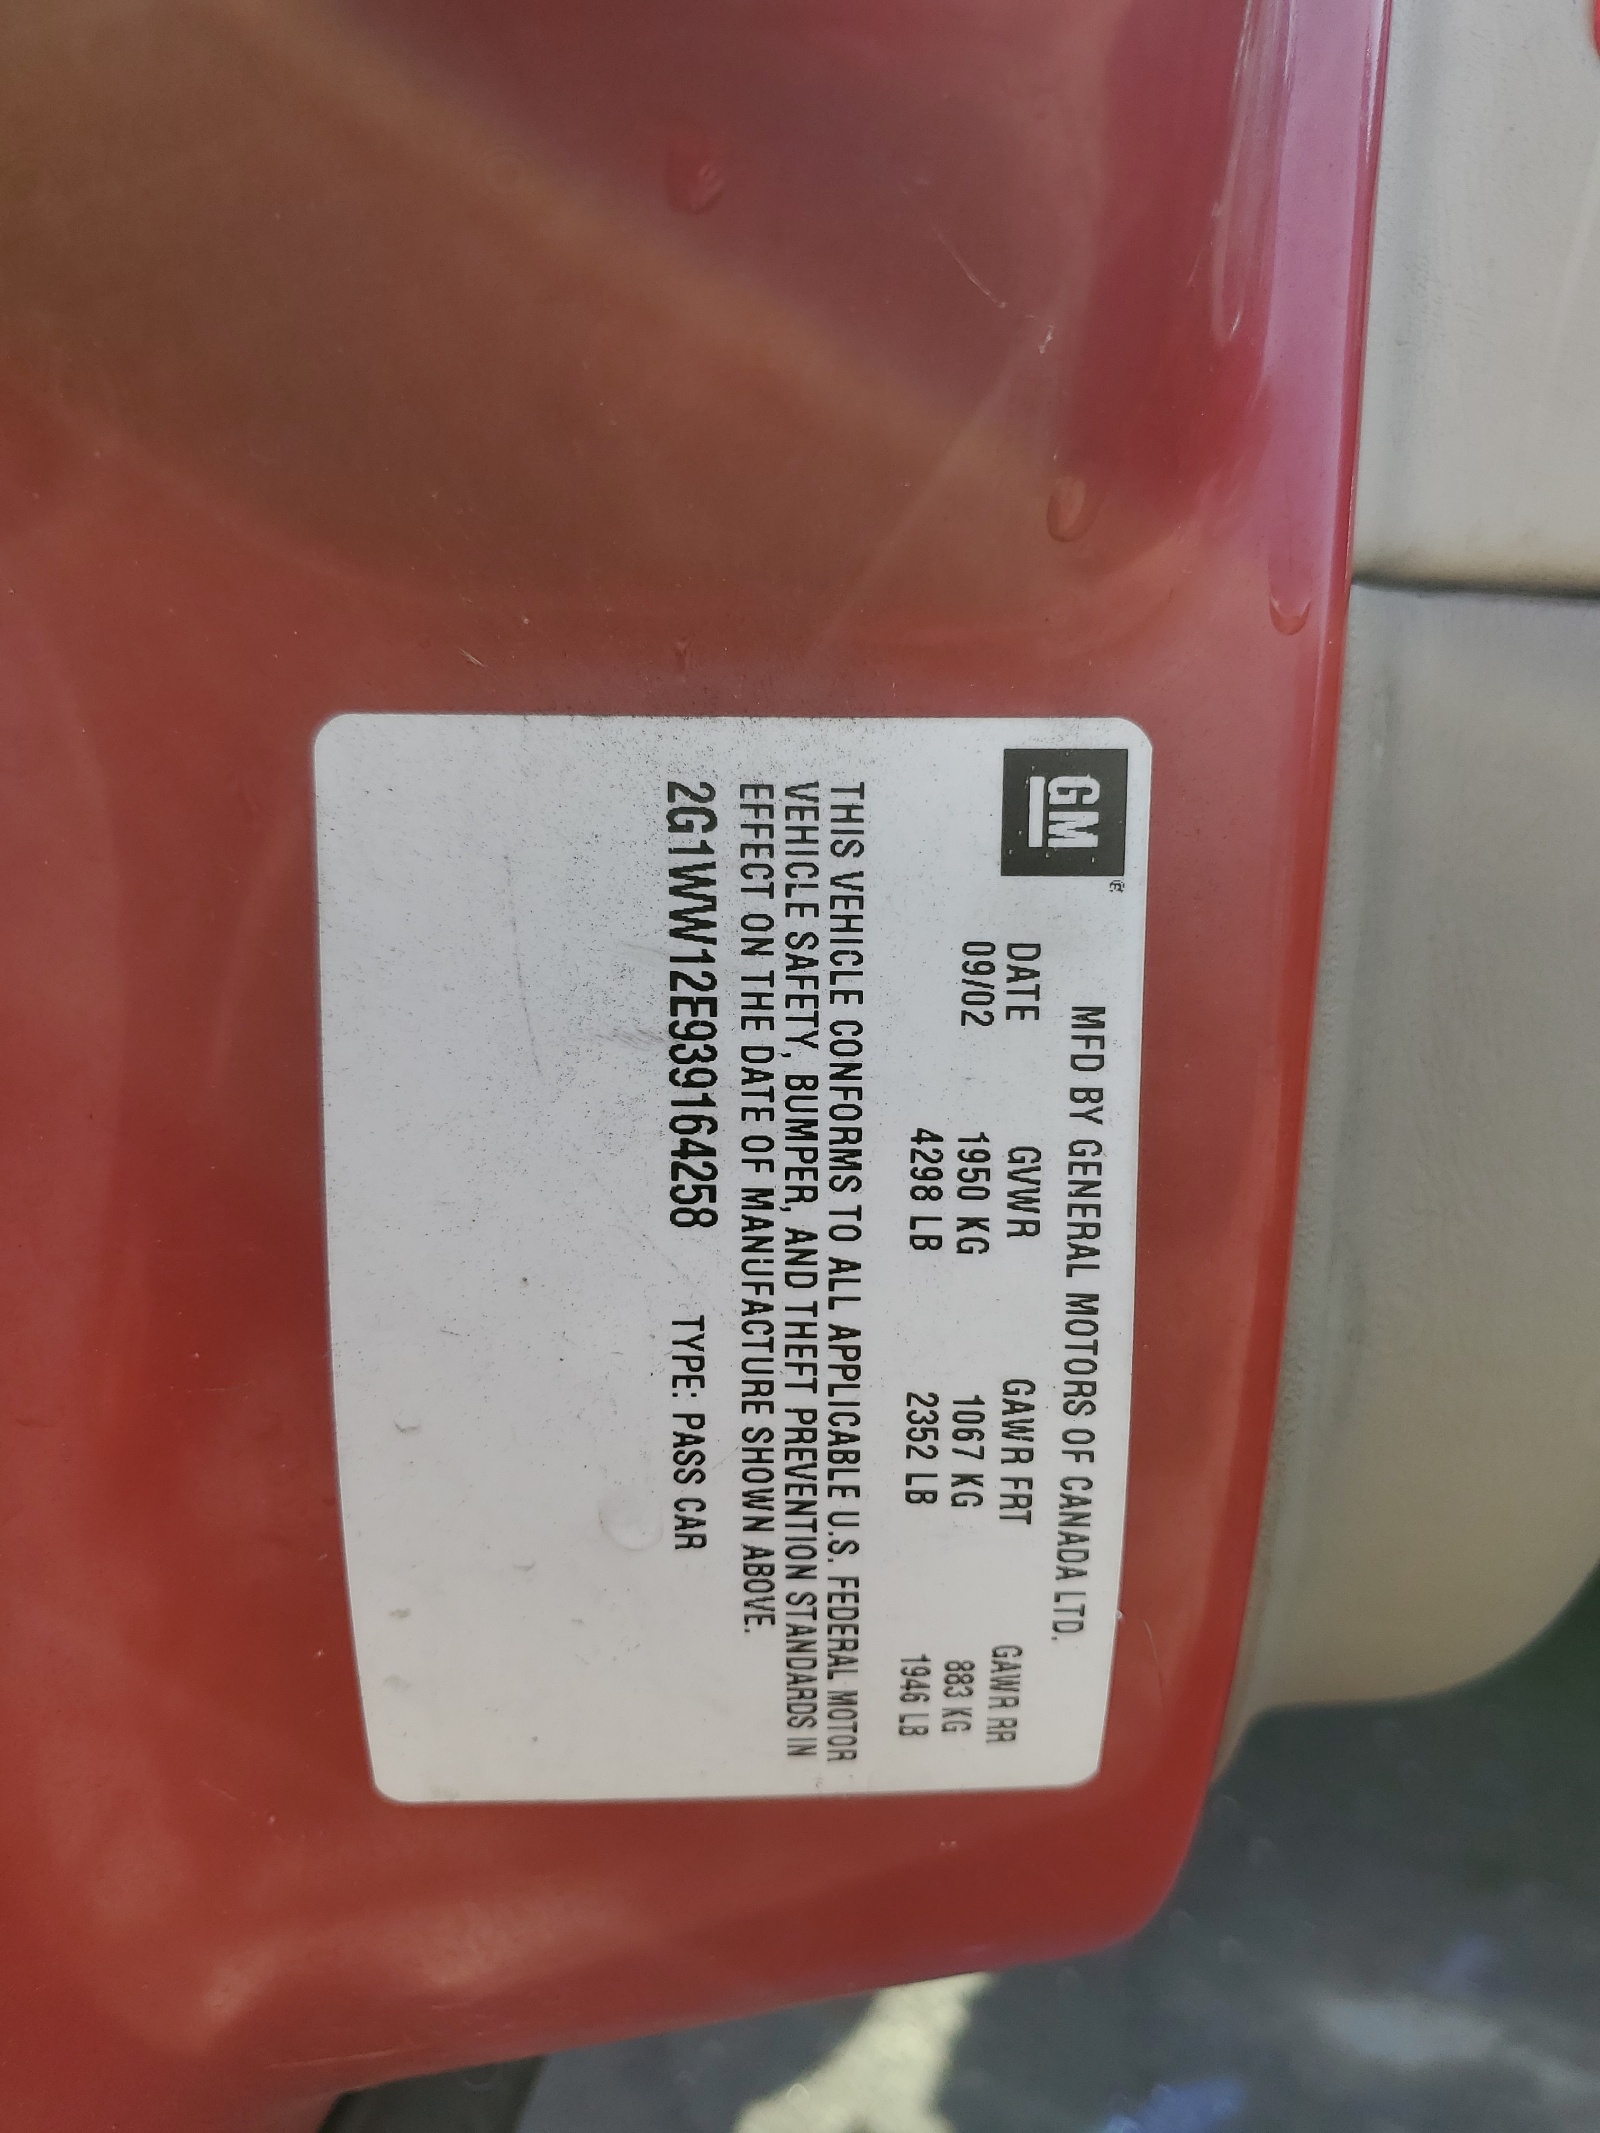 GM
MFD BY GENERAL MOTORS OF CANADA LTD.
DATE GVWR GAWR FRT GAWR RR
09/02 1950 KG 1067 KG 883 KG
4298 LB 2352 LB 1946 LB
THIS VEHICLE CONFORMS TO ALL APPLICABLE U.S. FEDERAL MOTOR
VEHICLE SAFETY, BUMPER, AND THEFT PREVENTION STANDARDS IN
EFFECT ON THE DATE OF MANUFACTURE SHOWN ABOVE.
2G1WW12E939164258 TYPE: PASS CAR